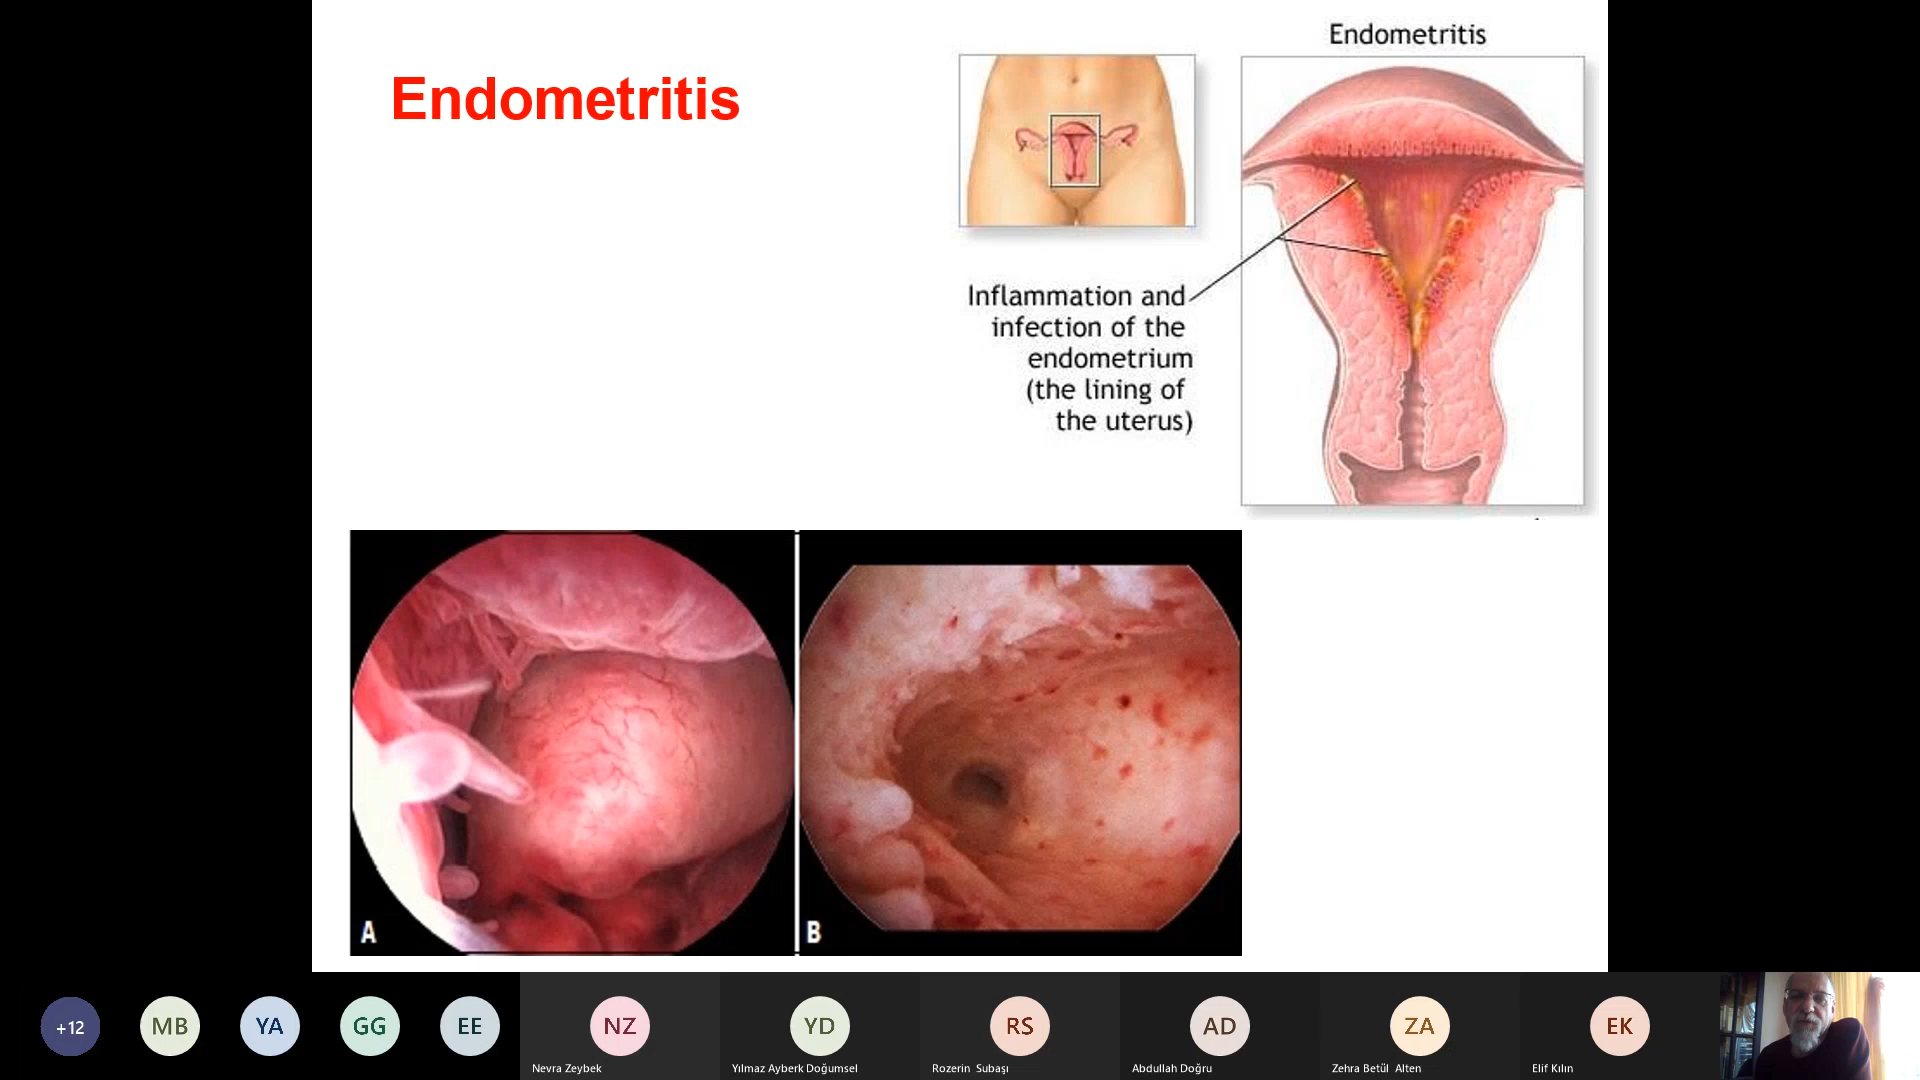 Endometritis
Endometritis
Inflammation and
infection of the
endometrium
(the lining of
the uterus)
A
B
+12
MB
YA
GG
EE
NZ
Nevra Zeybek
YD
Yılmaz Ayberk Doğumsel
RS
Rozerin Subaşı
AD
Abdullah Doğru
ZA
Zehra Betül Alten
EK
Elif Kılın